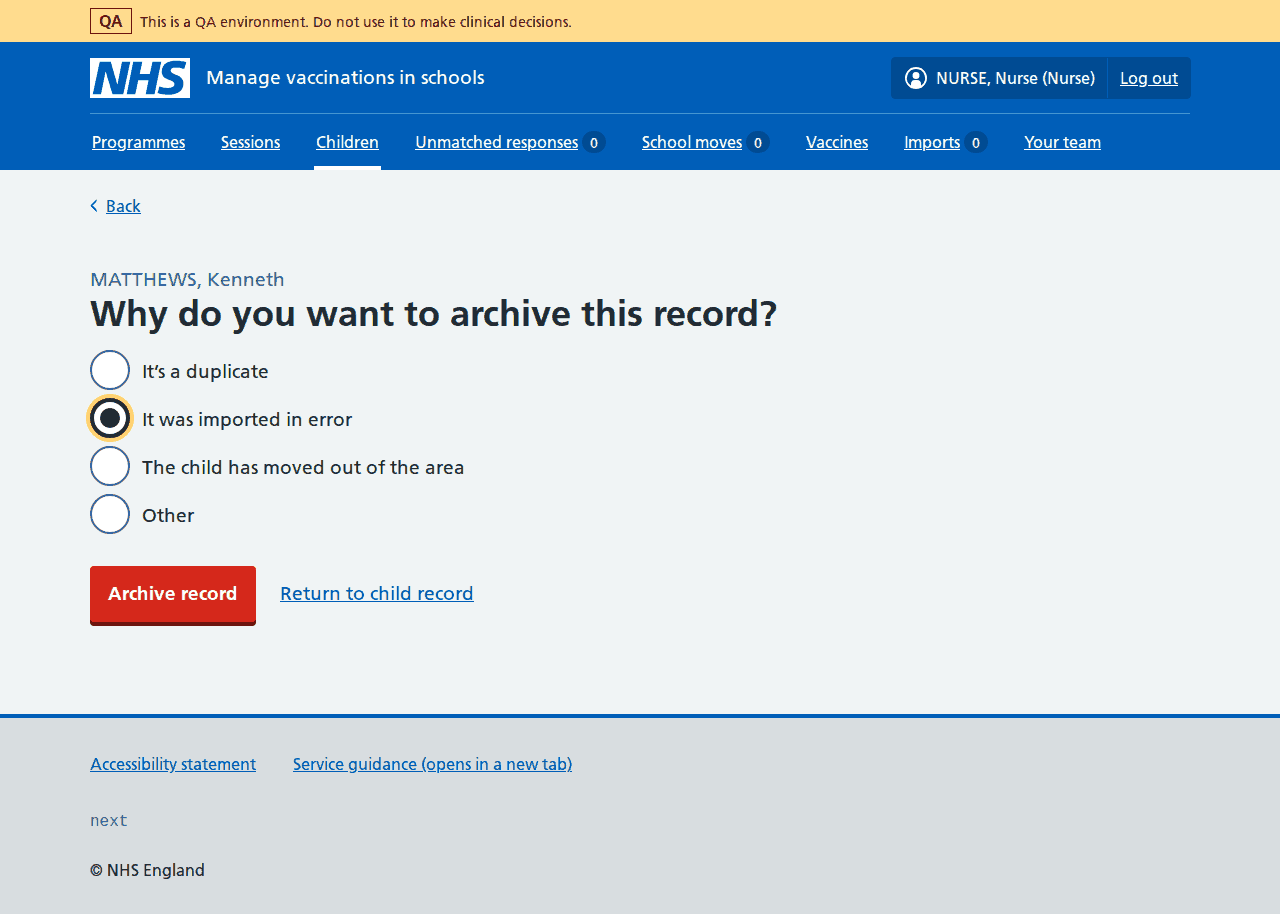 QA This is a QA environment. Do not use it to make clinical decisions.
NHS Manage vaccinations in schools NURSE, Nurse (Nurse) Log out
Programmes Sessions Children Unmatched responses 0 School moves 0 Vaccines Imports 0 Your team
Back
MATTHEWS, Kenneth
Why do you want to archive this record?
It’s a duplicate
It was imported in error
The child has moved out of the area
Other
Archive record Return to child record
Accessibility statement Service guidance (opens in a new tab)
next
© NHS England